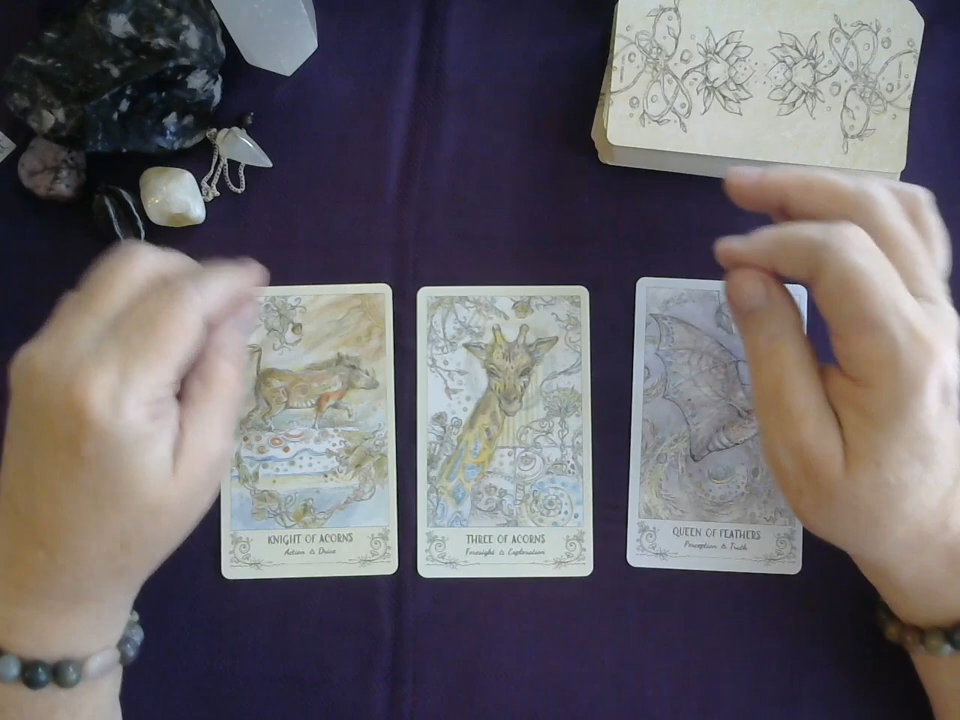 KNIGHT OF ACORNS
Action & Drive
THREE OF ACORNS
Foresight & Exploration
QUEEN OF FEATHERS
Perception & Truth